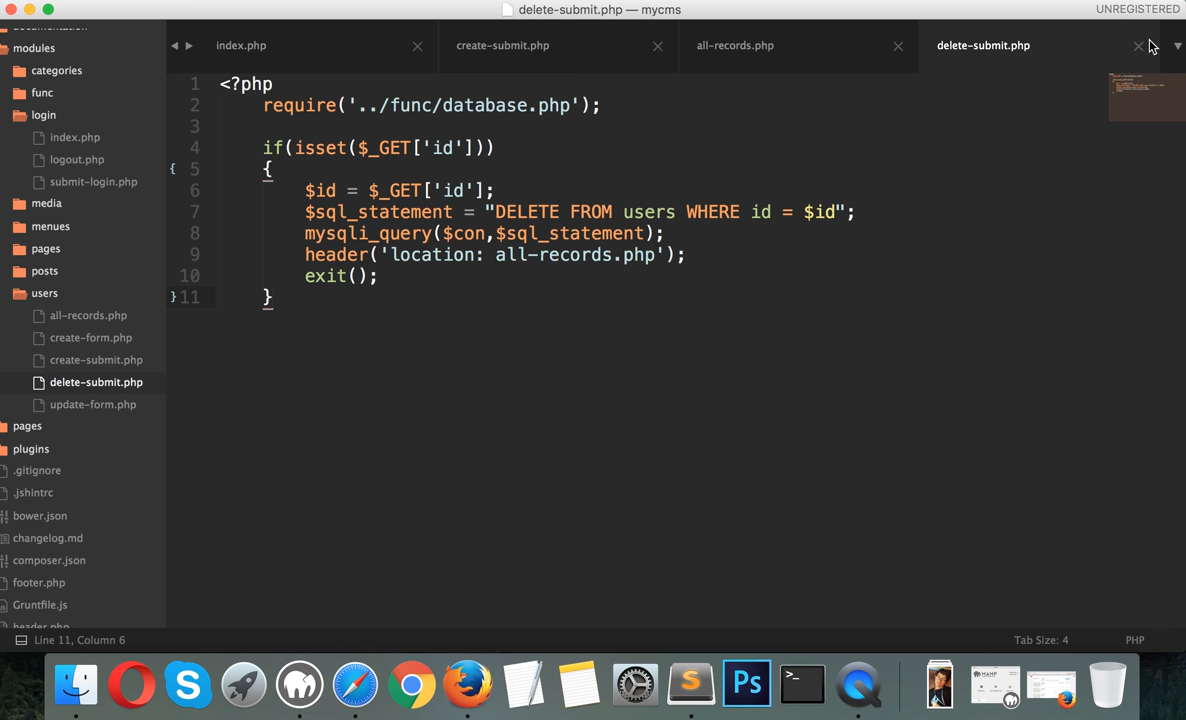 delete-submit.php — mycms
UNREGISTERED
modules
categories
func
login
index.php
logout.php
submit-login.php
media
menues
pages
posts
users
all-records.php
create-form.php
create-submit.php
delete-submit.php
update-form.php
pages
plugins
.gitignore
.jshintrc
bower.json
changelog.md
composer.json
footer.php
Gruntfile.js
header.php
index.php
create-submit.php
all-records.php
delete-submit.php
1 <?php
2 require('../func/database.php');
3
4 if(isset($_GET['id']))
5 {
6 $id = $_GET['id'];
7 $sql_statement = "DELETE FROM users WHERE id = $id";
8 mysqli_query($con,$sql_statement);
9 header('location: all-records.php');
10 exit();
11 }
Line 11, Column 6
Tab Size: 4
PHP